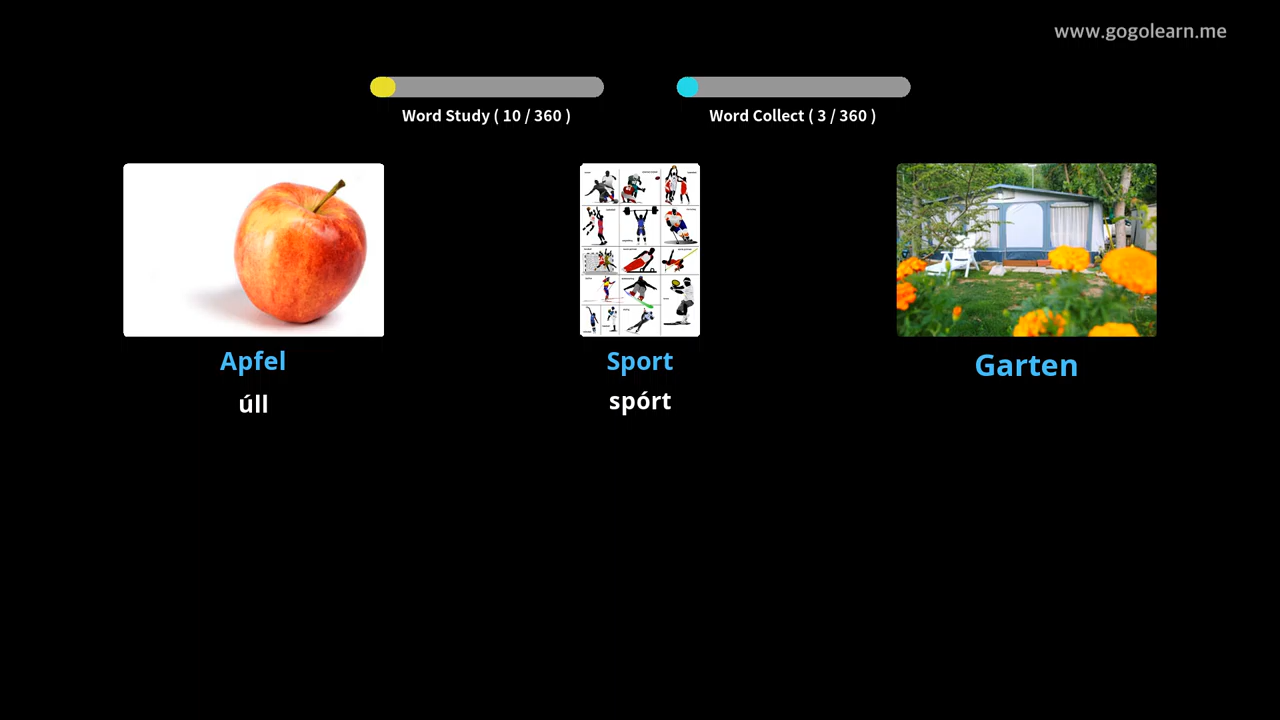 www.gogolearn.me
Word Study ( 10 / 360 )
Word Collect ( 3 / 360 )
Apfel
Sport
Garten
úll
spórt